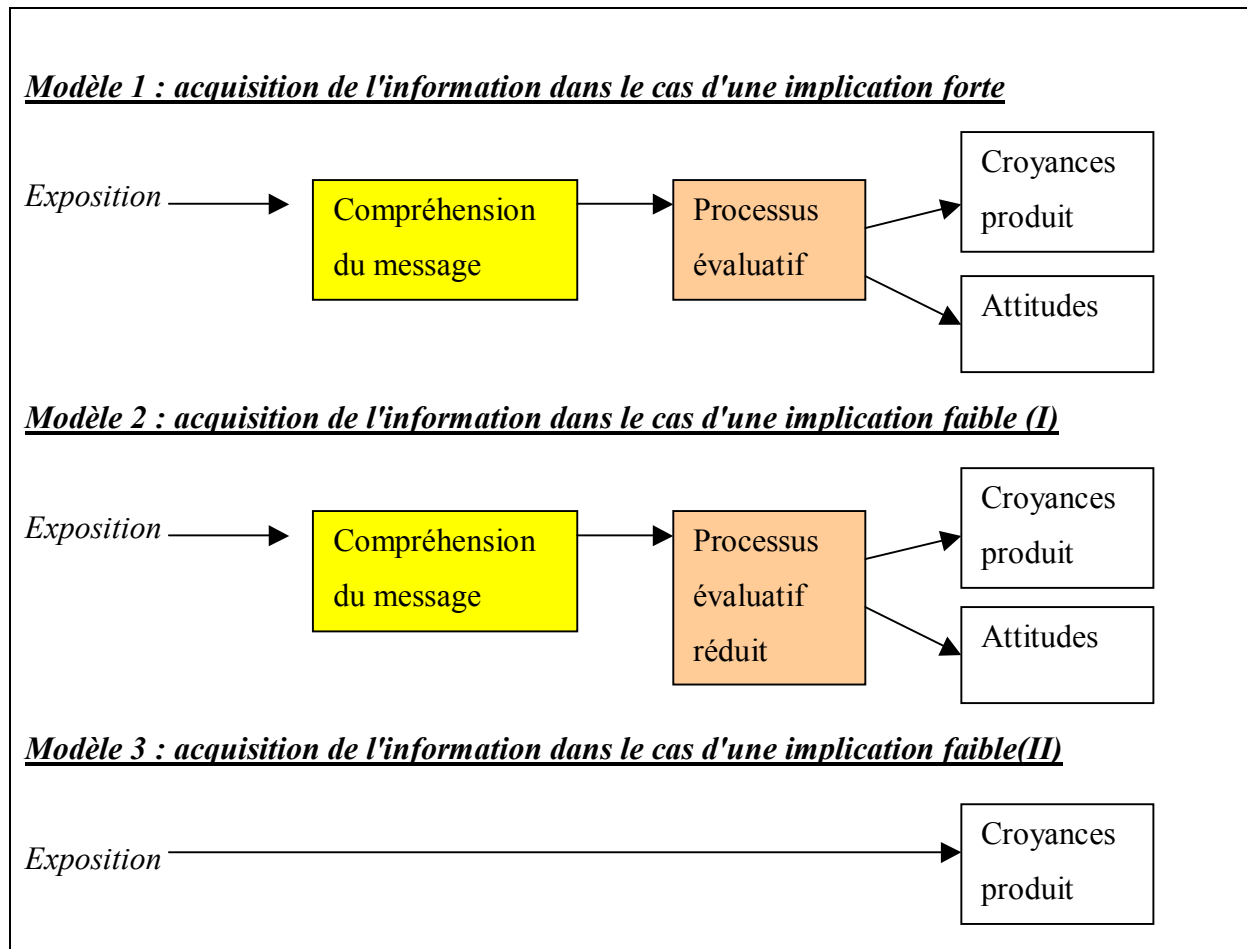 Modèle 1 : acquisition de l'information dans le cas d'une implication forte
Exposition
Compréhension
du message
Processus
évaluatif
Croyances
produit
Attitudes
Modèle 2 : acquisition de l'information dans le cas d'une implication faible (I)
Exposition
Compréhension
du message
Processus
évaluatif
réduit
Croyances
produit
Attitudes
Modèle 3 : acquisition de l'information dans le cas d'une implication faible(II)
Exposition
Croyances
produit